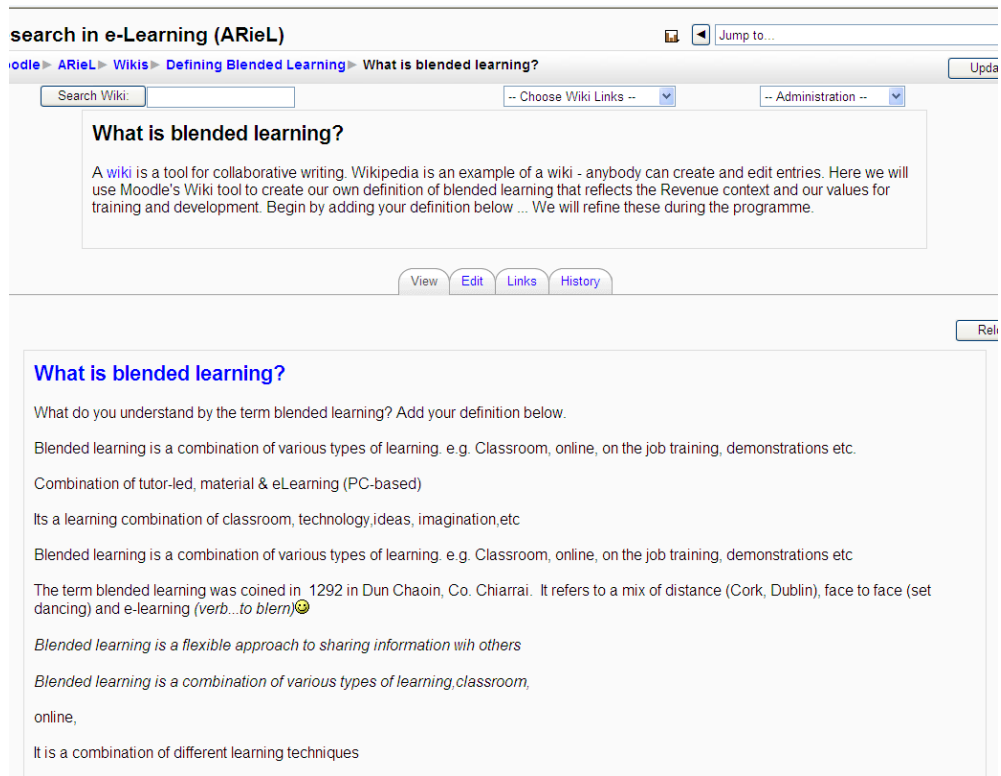 search in e-Learning (ARieL)
Jump to...
odle ► ARieL ► Wikis ► Defining Blended Learning ► What is blended learning?
Upda
Search Wiki:
-- Choose Wiki Links --
-- Administration --
What is blended learning?
A wiki is a tool for collaborative writing. Wikipedia is an example of a wiki - anybody can create and edit entries. Here we will
use Moodle's Wiki tool to create our own definition of blended learning that reflects the Revenue context and our values for
training and development. Begin by adding your definition below ... We will refine these during the programme.
View
Edit
Links
History
Relo
What is blended learning?
What do you understand by the term blended learning? Add your definition below.
Blended learning is a combination of various types of learning. e.g. Classroom, online, on the job training, demonstrations etc.
Combination of tutor-led, material & eLearning (PC-based)
Its a learning combination of classroom, technology,ideas, imagination,etc
Blended learning is a combination of various types of learning. e.g. Classroom, online, on the job training, demonstrations etc
The term blended learning was coined in  1292 in Dun Chaoin, Co. Chiarrai.  It refers to a mix of distance (Cork, Dublin), face to face (set
dancing) and e-learning (verb...to blern)
Blended learning is a flexible approach to sharing information wih others
Blended learning is a combination of various types of learning,classroom,
online,
It is a combination of different learning techniques